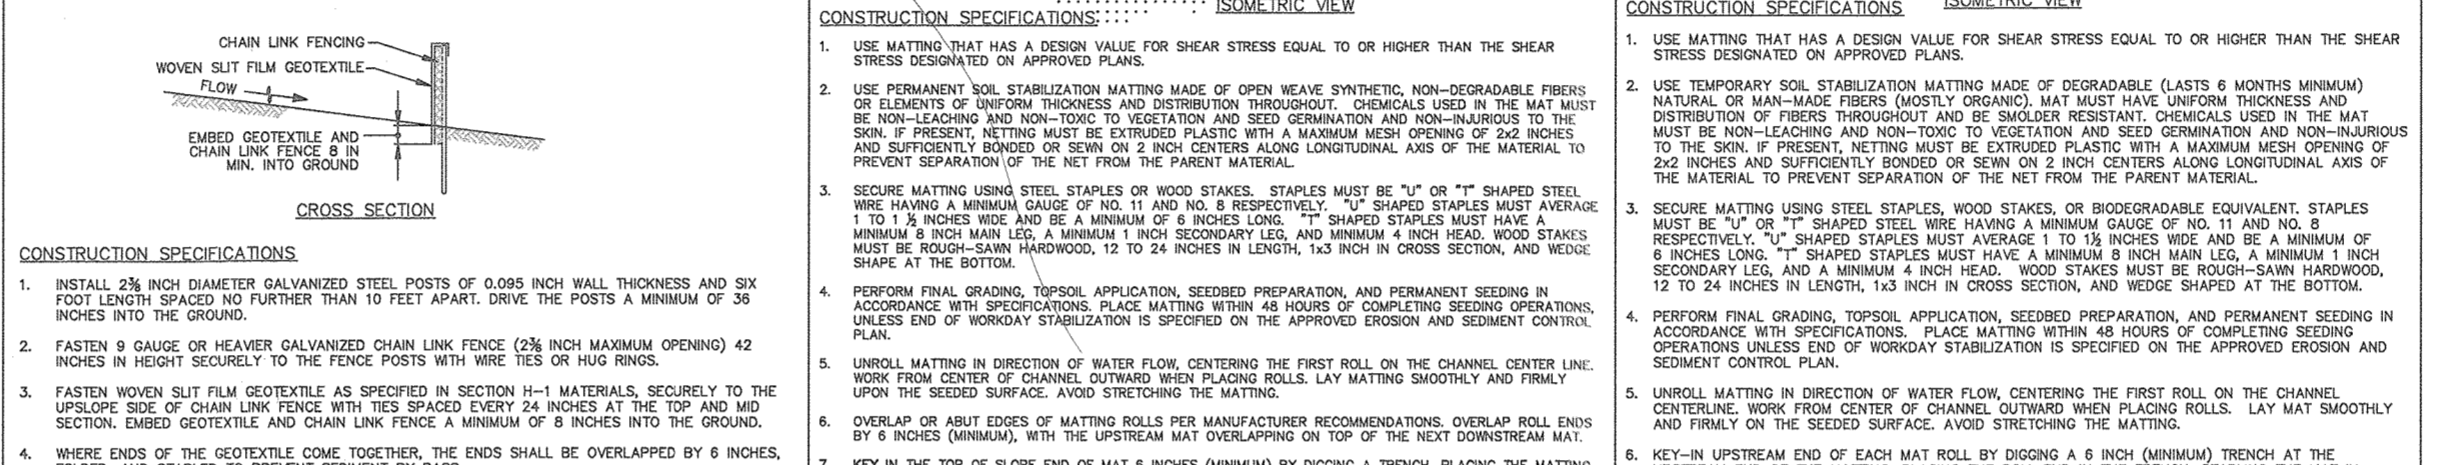 CHAIN LINK FENCING
WOVEN SLIT FILM GEOTEXTILE
FLOW
EMBED GEOTEXTILE AND
CHAIN LINK FENCE 8 IN
MIN. INTO GROUND
CROSS SECTION
CONSTRUCTION SPECIFICATIONS
1. INSTALL 2⅜ INCH DIAMETER GALVANIZED STEEL POSTS OF 0.095 INCH WALL THICKNESS AND SIX
FOOT LENGTH SPACED NO FURTHER THAN 10 FEET APART. DRIVE THE POSTS A MINIMUM OF 36
INCHES INTO THE GROUND.
2. FASTEN 9 GAUGE OR HEAVIER GALVANIZED CHAIN LINK FENCE (2⅜ INCH MAXIMUM OPENING) 42
INCHES IN HEIGHT SECURELY TO THE FENCE POSTS WITH WIRE TIES OR HUG RINGS.
3. FASTEN WOVEN SLIT FILM GEOTEXTILE AS SPECIFIED IN SECTION H-1 MATERIALS, SECURELY TO THE
UPSLOPE SIDE OF CHAIN LINK FENCE WITH TIES SPACED EVERY 24 INCHES AT THE TOP AND MID
SECTION. EMBED GEOTEXTILE AND CHAIN LINK FENCE A MINIMUM OF 8 INCHES INTO THE GROUND.
4. WHERE ENDS OF THE GEOTEXTILE COME TOGETHER, THE ENDS SHALL BE OVERLAPPED BY 6 INCHES,
ISOMETRIC VIEW
CONSTRUCTION SPECIFICATIONS:
1. USE MATTING THAT HAS A DESIGN VALUE FOR SHEAR STRESS EQUAL TO OR HIGHER THAN THE SHEAR
STRESS DESIGNATED ON APPROVED PLANS.
2. USE PERMANENT SOIL STABILIZATION MATTING MADE OF OPEN WEAVE SYNTHETIC, NON-DEGRADABLE FIBERS
OR ELEMENTS OF UNIFORM THICKNESS AND DISTRIBUTION THROUGHOUT. CHEMICALS USED IN THE MAT MUST
BE NON-LEACHING AND NON-TOXIC TO VEGETATION AND SEED GERMINATION AND NON-INJURIOUS TO THE
SKIN. IF PRESENT, NETTING MUST BE EXTRUDED PLASTIC WITH A MAXIMUM MESH OPENING OF 2x2 INCHES
AND SUFFICIENTLY BONDED OR SEWN ON 2 INCH CENTERS ALONG LONGITUDINAL AXIS OF THE MATERIAL TO
PREVENT SEPARATION OF THE NET FROM THE PARENT MATERIAL.
3. SECURE MATTING USING STEEL STAPLES OR WOOD STAKES. STAPLES MUST BE "U" OR "T" SHAPED STEEL
WIRE HAVING A MINIMUM GAUGE OF NO. 11 AND NO. 8 RESPECTIVELY. "U" SHAPED STAPLES MUST AVERAGE
1 TO 1 ½ INCHES WIDE AND BE A MINIMUM OF 6 INCHES LONG. "T" SHAPED STAPLES MUST HAVE A
MINIMUM 8 INCH MAIN LEG, A MINIMUM 1 INCH SECONDARY LEG, AND MINIMUM 4 INCH HEAD. WOOD STAKES
MUST BE ROUGH-SAWN HARDWOOD, 12 TO 24 INCHES IN LENGTH, 1x3 INCH IN CROSS SECTION, AND WEDGE
SHAPE AT THE BOTTOM.
4. PERFORM FINAL GRADING, TOPSOIL APPLICATION, SEEDBED PREPARATION, AND PERMANENT SEEDING IN
ACCORDANCE WITH SPECIFICATIONS. PLACE MATTING WITHIN 48 HOURS OF COMPLETING SEEDING OPERATIONS,
UNLESS END OF WORKDAY STABILIZATION IS SPECIFIED ON THE APPROVED EROSION AND SEDIMENT CONTROL
PLAN.
5. UNROLL MATTING IN DIRECTION OF WATER FLOW, CENTERING THE FIRST ROLL ON THE CHANNEL CENTER LINE.
WORK FROM CENTER OF CHANNEL OUTWARD WHEN PLACING ROLLS. LAY MATTING SMOOTHLY AND FIRMLY
UPON THE SEEDED SURFACE. AVOID STRETCHING THE MATTING.
6. OVERLAP OR ABUT EDGES OF MATTING ROLLS PER MANUFACTURER RECOMMENDATIONS. OVERLAP ROLL ENDS
BY 6 INCHES (MINIMUM), WITH THE UPSTREAM MAT OVERLAPPING ON TOP OF THE NEXT DOWNSTREAM MAT.
7. KEY IN THE TOP OF SLOPE END OF MAT 6 INCHES (MINIMUM) BY DIGGING A TRENCH, PLACING THE MATTING
ISOMETRIC VIEW
CONSTRUCTION SPECIFICATIONS
1. USE MATTING THAT HAS A DESIGN VALUE FOR SHEAR STRESS EQUAL TO OR HIGHER THAN THE SHEAR
STRESS DESIGNATED ON APPROVED PLANS.
2. USE TEMPORARY SOIL STABILIZATION MATTING MADE OF DEGRADABLE (LASTS 6 MONTHS MINIMUM)
NATURAL OR MAN-MADE FIBERS (MOSTLY ORGANIC). MAT MUST HAVE UNIFORM THICKNESS AND
DISTRIBUTION OF FIBERS THROUGHOUT AND BE SMOLDER RESISTANT. CHEMICALS USED IN THE MAT
MUST BE NON-LEACHING AND NON-TOXIC TO VEGETATION AND SEED GERMINATION AND NON-INJURIOUS
TO THE SKIN. IF PRESENT, NETTING MUST BE EXTRUDED PLASTIC WITH A MAXIMUM MESH OPENING OF
2x2 INCHES AND SUFFICIENTLY BONDED OR SEWN ON 2 INCH CENTERS ALONG LONGITUDINAL AXIS OF
THE MATERIAL TO PREVENT SEPARATION OF THE NET FROM THE PARENT MATERIAL.
3. SECURE MATTING USING STEEL STAPLES, WOOD STAKES, OR BIODEGRADABLE EQUIVALENT. STAPLES
MUST BE "U" OR "T" SHAPED STEEL WIRE HAVING A MINIMUM GAUGE OF NO. 11 AND NO. 8
RESPECTIVELY. "U" SHAPED STAPLES MUST AVERAGE 1 TO 1½ INCHES WIDE AND BE A MINIMUM OF
6 INCHES LONG. "T" SHAPED STAPLES MUST HAVE A MINIMUM 8 INCH MAIN LEG, A MINIMUM 1 INCH
SECONDARY LEG, AND A MINIMUM 4 INCH HEAD. WOOD STAKES MUST BE ROUGH-SAWN HARDWOOD,
12 TO 24 INCHES IN LENGTH, 1x3 INCH IN CROSS SECTION, AND WEDGE SHAPED AT THE BOTTOM.
4. PERFORM FINAL GRADING, TOPSOIL APPLICATION, SEEDBED PREPARATION, AND PERMANENT SEEDING IN
ACCORDANCE WITH SPECIFICATIONS. PLACE MATTING WITHIN 48 HOURS OF COMPLETING SEEDING
OPERATIONS UNLESS END OF WORKDAY STABILIZATION IS SPECIFIED ON THE APPROVED EROSION AND
SEDIMENT CONTROL PLAN.
5. UNROLL MATTING IN DIRECTION OF WATER FLOW, CENTERING THE FIRST ROLL ON THE CHANNEL
CENTERLINE. WORK FROM CENTER OF CHANNEL OUTWARD WHEN PLACING ROLLS. LAY MAT SMOOTHLY
AND FIRMLY ON THE SEEDED SURFACE. AVOID STRETCHING THE MATTING.
6. KEY-IN UPSTREAM END OF EACH MAT ROLL BY DIGGING A 6 INCH (MINIMUM) TRENCH AT THE